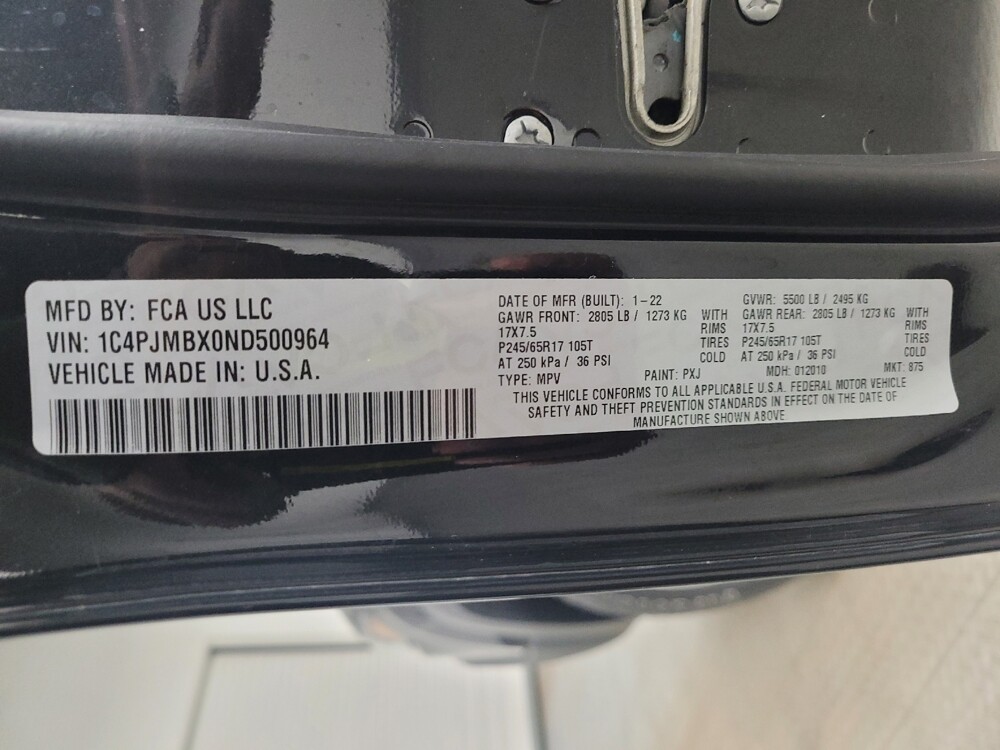 MFD BY: FCA US LLC
VIN: 1C4PJMBX0ND500964
VEHICLE MADE IN: U.S.A.
DATE OF MFR (BUILT): 1-22
GAWR FRONT: 2805 LB / 1273 KG WITH
17X7.5 RIMS
P245/65R17 105T TIRES
AT 250 kPa / 36 PSI COLD
TYPE: MPV
GVWR: 5500 LB / 2495 KG
GAWR REAR: 2805 LB / 1273 KG WITH
17X7.5 RIMS
P245/65R17 105T TIRES
AT 250 kPa / 36 PSI COLD
PAINT: PXJ MDH: 012010 MKT: 875
THIS VEHICLE CONFORMS TO ALL APPLICABLE U.S.A. FEDERAL MOTOR VEHICLE
SAFETY AND THEFT PREVENTION STANDARDS IN EFFECT ON THE DATE OF
MANUFACTURE SHOWN ABOVE